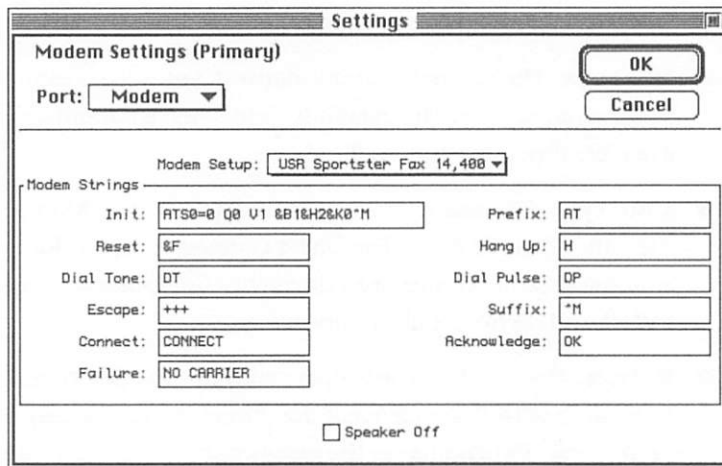 Settings
Modem Settings (Primary)
OK
Port: Modem
Cancel
Modem Setup: USR Sportster Fax 14,400
Modem Strings
Init: ATS0=0 Q0 V1 &B1&H2&K0^M
Prefix: AT
Reset: &F
Hang Up: H
Dial Tone: DT
Dial Pulse: DP
Escape: +++
Suffix: ^M
Connect: CONNECT
Acknowledge: OK
Failure: NO CARRIER
Speaker Off